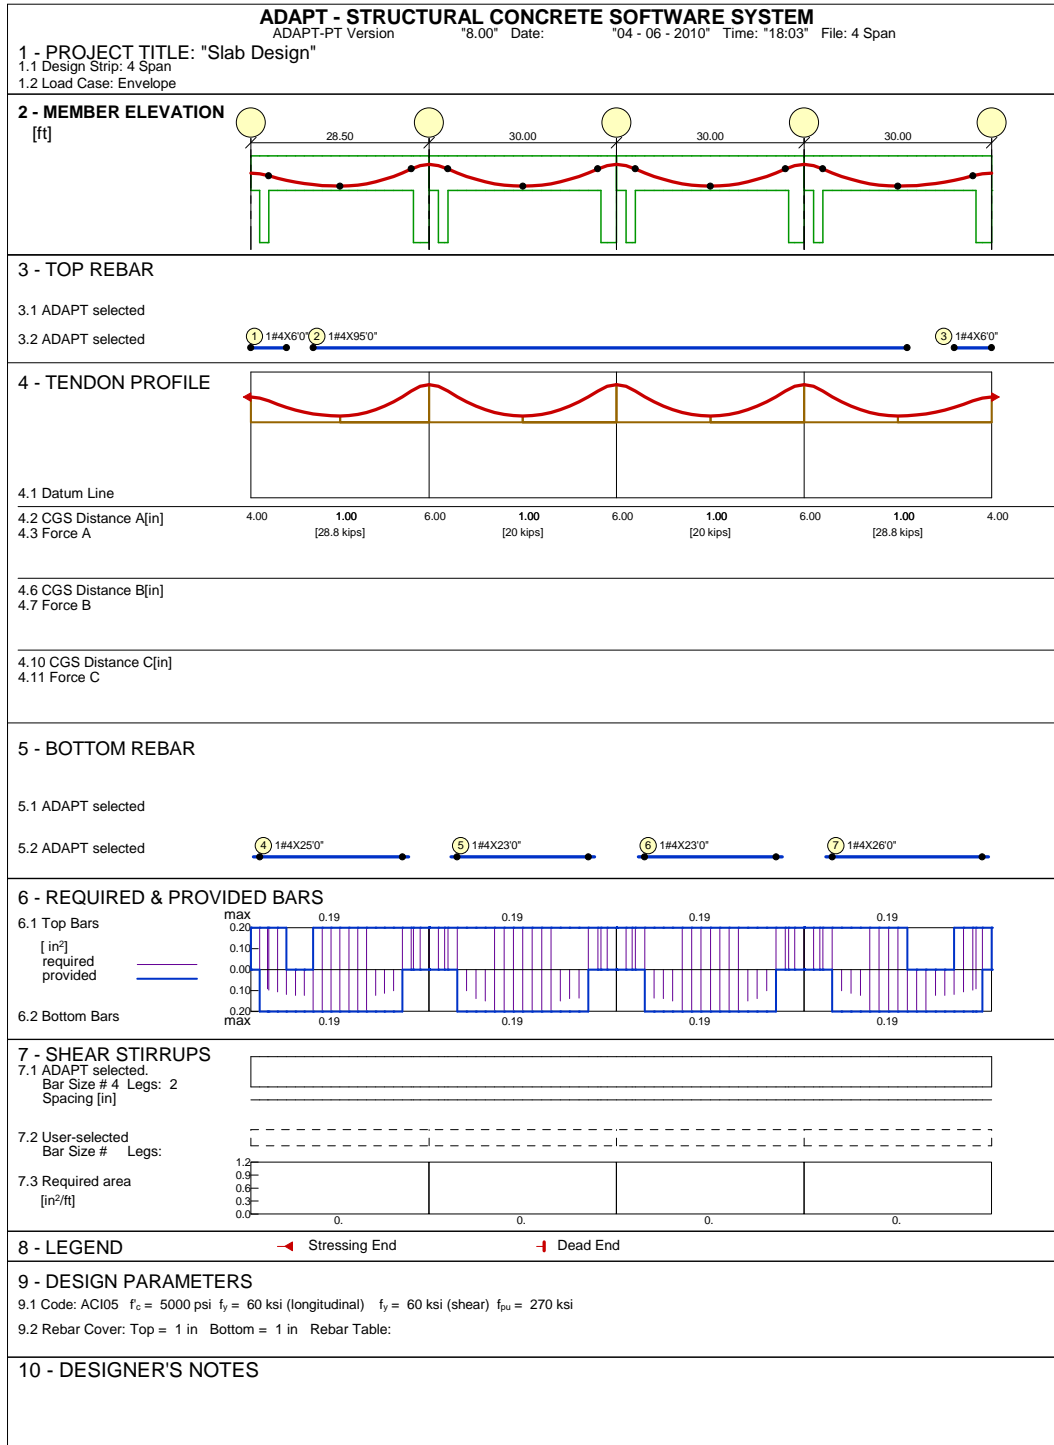 ADAPT - STRUCTURAL CONCRETE SOFTWARE SYSTEM
ADAPT-PT Version "8.00" Date: "04 - 06 - 2010" Time: "18:03" File: 4 Span
1 - PROJECT TITLE: "Slab Design"
1.1 Design Strip: 4 Span
1.2 Load Case: Envelope
2 - MEMBER ELEVATION
[ft]
28.50 30.00 30.00 30.00
3 - TOP REBAR
3.1 ADAPT selected
3.2 ADAPT selected
1 1#4X6'0" 2 1#4X95'0" 3 1#4X6'0"
4 - TENDON PROFILE
4.1 Datum Line
4.2 CGS Distance A[in] 4.00 1.00 6.00 1.00 6.00 1.00 6.00 1.00 4.00
4.3 Force A [28.8 kips] [20 kips] [20 kips] [28.8 kips]
4.6 CGS Distance B[in]
4.7 Force B
4.10 CGS Distance C[in]
4.11 Force C
5 - BOTTOM REBAR
5.1 ADAPT selected
5.2 ADAPT selected
4 1#4X25'0" 5 1#4X23'0" 6 1#4X23'0" 7 1#4X26'0"
6 - REQUIRED & PROVIDED BARS
6.1 Top Bars
max 0.19 0.19 0.19 0.19
0.20
[ in²]
0.10
required
0.00
provided
0.10
0.20
6.2 Bottom Bars
max 0.19 0.19 0.19 0.19
7 - SHEAR STIRRUPS
7.1 ADAPT selected.
Bar Size # 4 Legs: 2
Spacing [in]
7.2 User-selected
Bar Size # Legs:
7.3 Required area
[in²/ft]
1.2
0.9
0.6
0.3
0.0
0. 0. 0. 0.
8 - LEGEND Stressing End Dead End
9 - DESIGN PARAMETERS
9.1 Code: ACI05 f'c = 5000 psi fy = 60 ksi (longitudinal) fy = 60 ksi (shear) fpu = 270 ksi
9.2 Rebar Cover: Top = 1 in Bottom = 1 in Rebar Table:
10 - DESIGNER'S NOTES